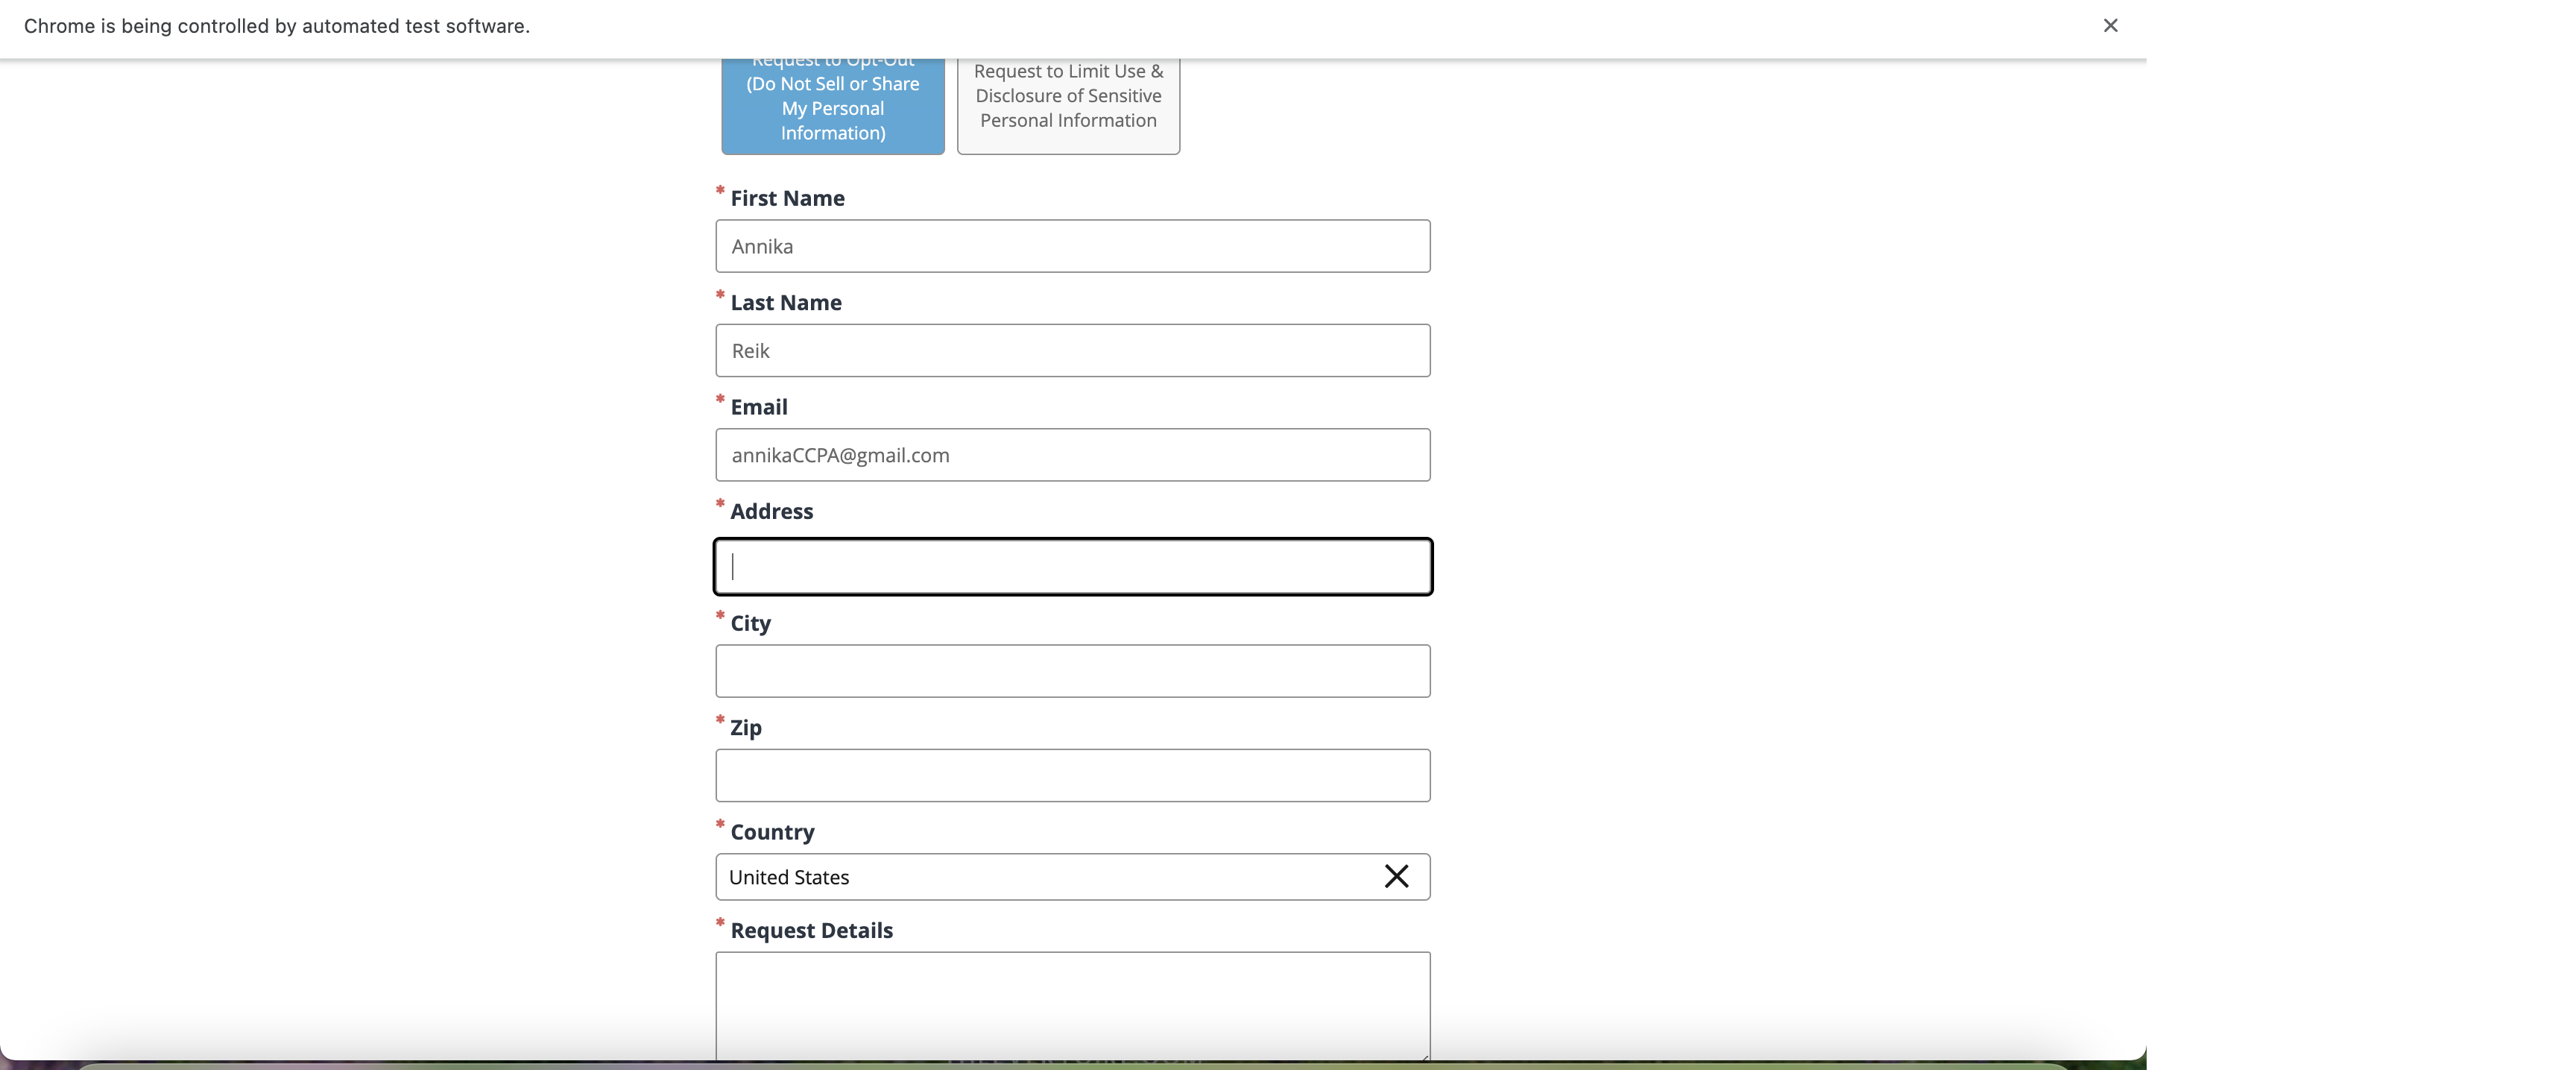 Chrome is being controlled by automated test software.
Request to Opt-Out
(Do Not Sell or Share
My Personal
Information)
Request to Limit Use &
Disclosure of Sensitive
Personal Information
* First Name
Annika
* Last Name
Reik
* Email
annikaCCPA@gmail.com
* Address
* City
* Zip
* Country
United States
* Request Details